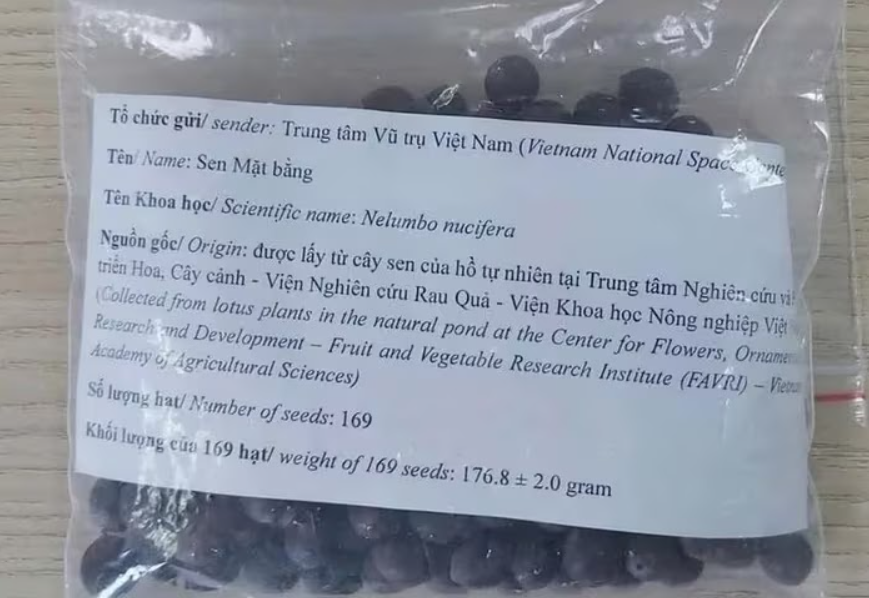 Tổ chức gửi/ sender: Trung tâm Vũ trụ Việt Nam (Vietnam National Space
Tên/ Name: Sen Mặt bằng
Tên Khoa học/ Scientific name: Nelumbo nucifera
Nguồn gốc/ Origin: được lấy từ cây sen của hồ tự nhiên tại Trung tâm Nghiên cứu và
triển Hoa, Cây cảnh - Viện Nghiên cứu Rau Quả - Viện Khoa học Nông nghiệp Việt
(Collected from lotus plants in the natural pond at the Center for Flowers,
Research and Development – Fruit and Vegetable Research Institute (FAVRI) –
Academy of Agricultural Sciences)
Số lượng hạt/ Number of seeds: 169
Khối lượng của 169 hạt/ weight of 169 seeds: 176.8 ± 2.0 gram